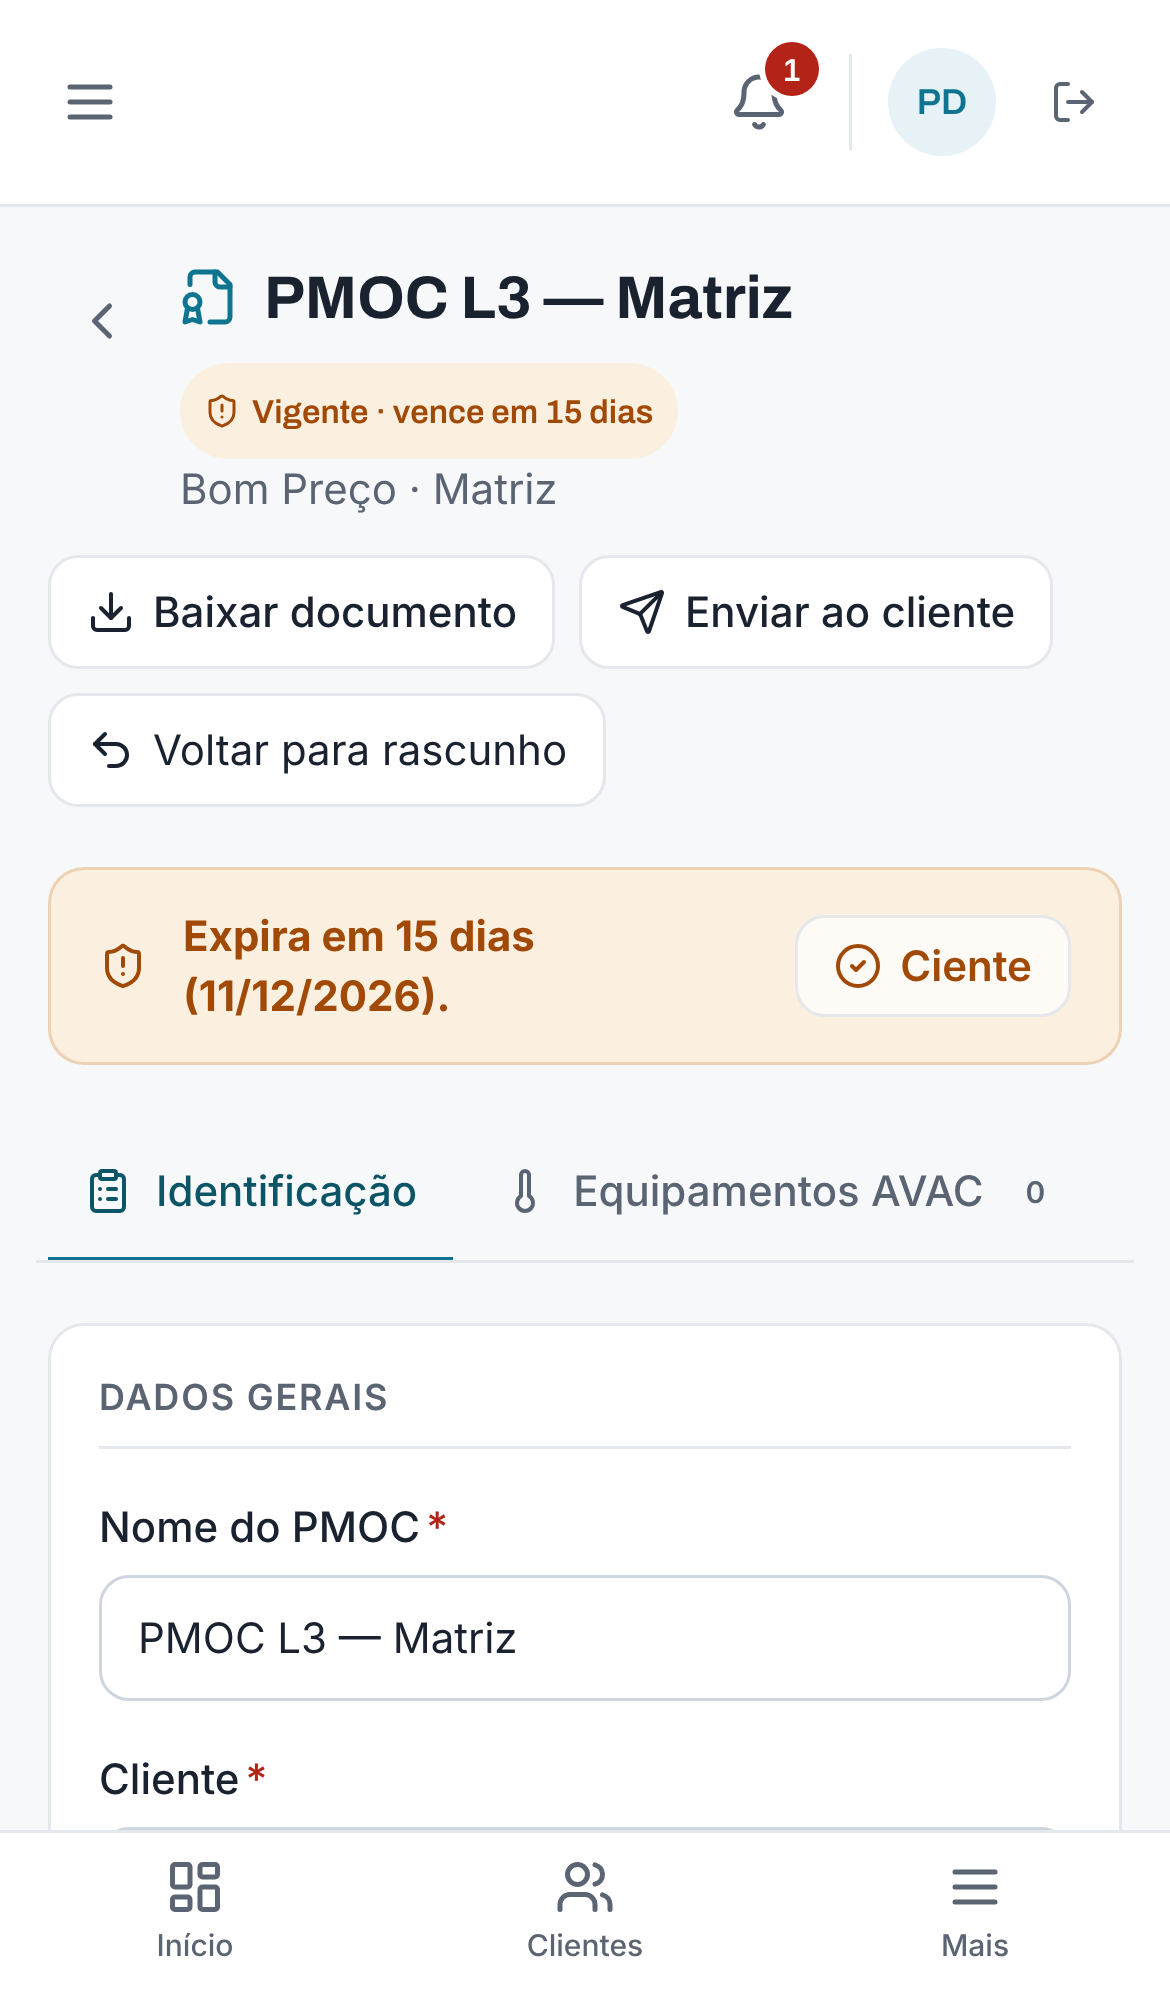 1
PD
PMOC L3 — Matriz
Vigente · vence em 15 dias
Bom Preço · Matriz
Baixar documento
Enviar ao cliente
Voltar para rascunho
Expira em 15 dias
(11/12/2026).
Ciente
Identificação
Equipamentos AVAC 0
DADOS GERAIS
Nome do PMOC *
PMOC L3 — Matriz
Cliente *
Início
Clientes
Mais